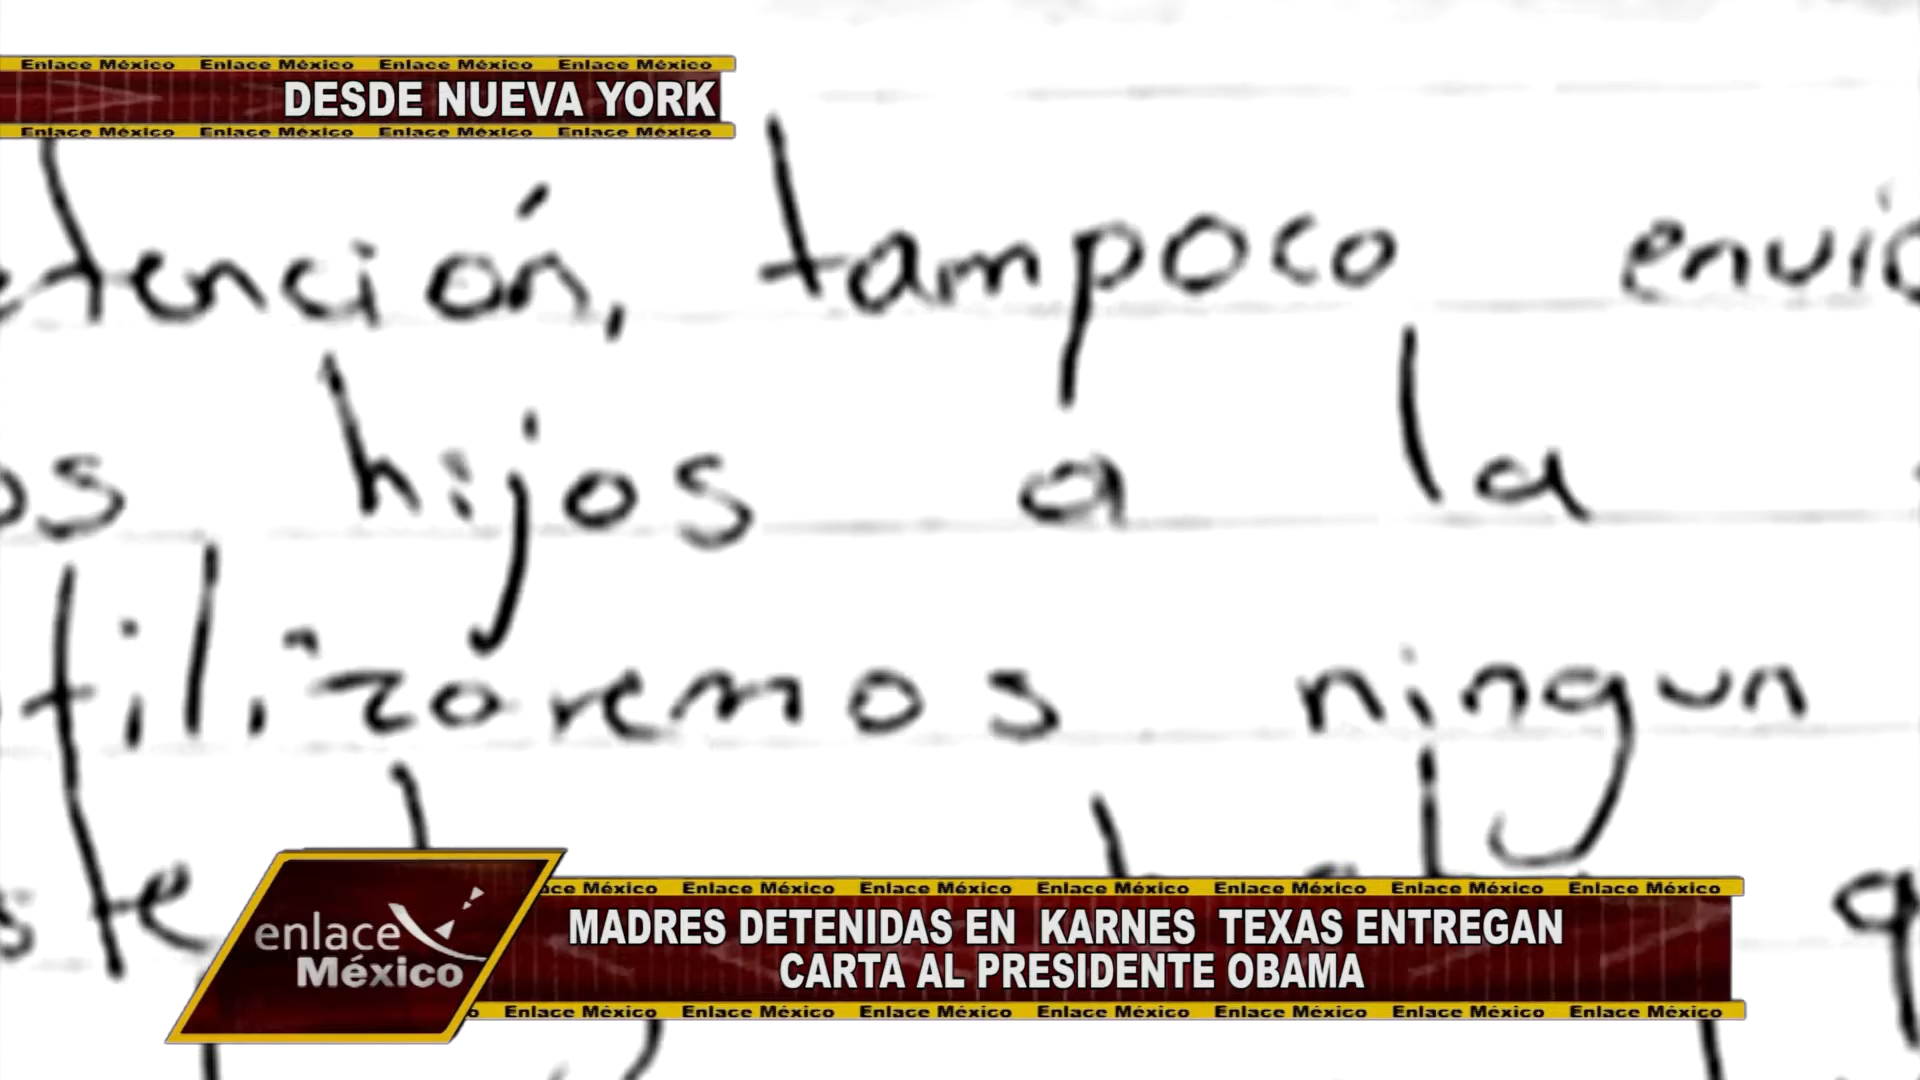 Enlace México Enlace México Enlace México Enlace México
DESDE NUEVA YORK
Enlace México Enlace México Enlace México Enlace México
tención, tampoco
hijos a la
tilizaremos ningun
ace México Enlace México Enlace México Enlace México Enlace México Enlace México Enlace México
enlace
México
MADRES DETENIDAS EN KARNES TEXAS ENTREGAN
CARTA AL PRESIDENTE OBAMA
o Enlace México Enlace México Enlace México Enlace México Enlace México Enlace México Enlace México